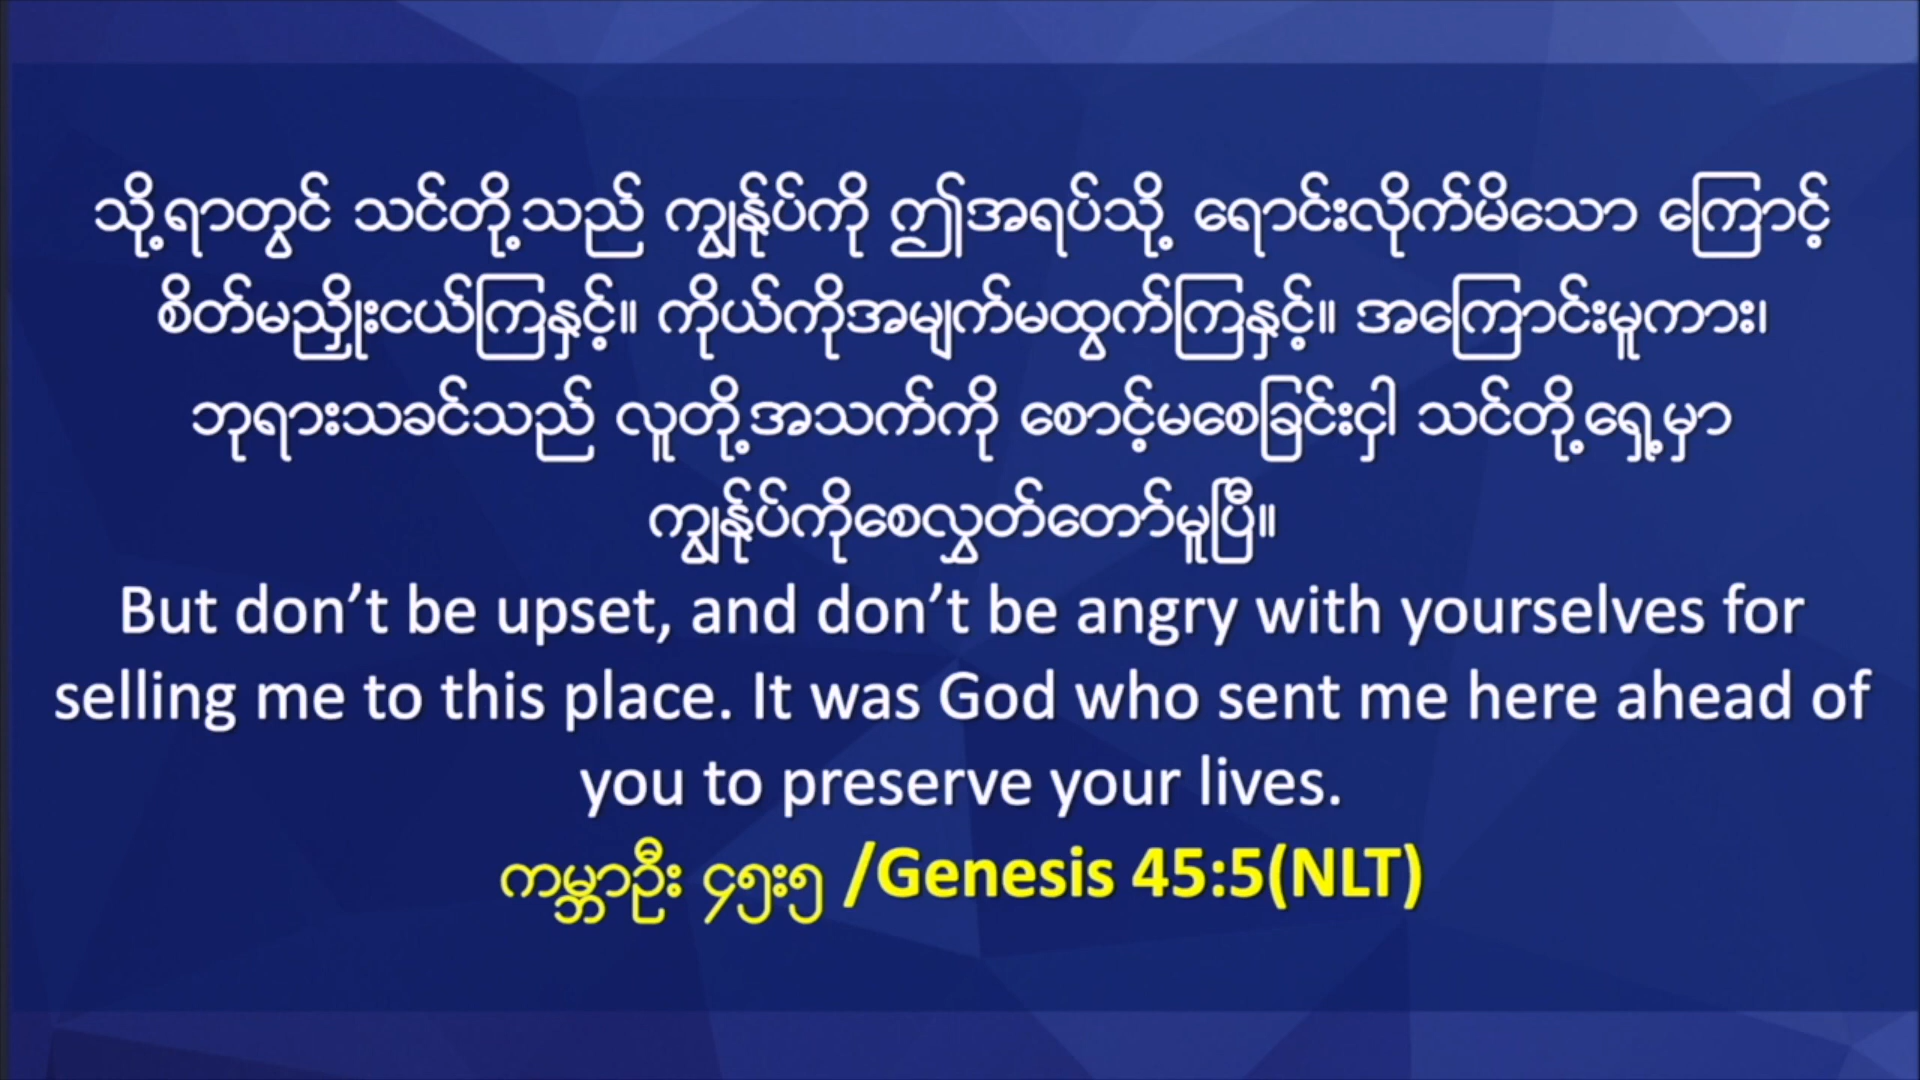 သို့ရာတွင် သင်တို့သည် ကျွန်ုပ်ကို ဤအရပ်သို့ ရောင်းလိုက်မိသော ကြောင့်
စိတ်မညှိုးငယ်ကြနှင့်။ ကိုယ်ကိုအမျက်မထွက်ကြနှင့်။ အကြောင်းမူကား၊
ဘုရားသခင်သည် လူတို့အသက်ကို စောင့်မစေခြင်းငှါ သင်တို့ရှေ့မှာ
ကျွန်ုပ်ကိုစေလွှတ်တော်မူပြီ။
But don’t be upset, and don’t be angry with yourselves for
selling me to this place. It was God who sent me here ahead of
you to preserve your lives.
ကမ္ဘာဦး ၄၅း၅ /Genesis 45:5(NLT)